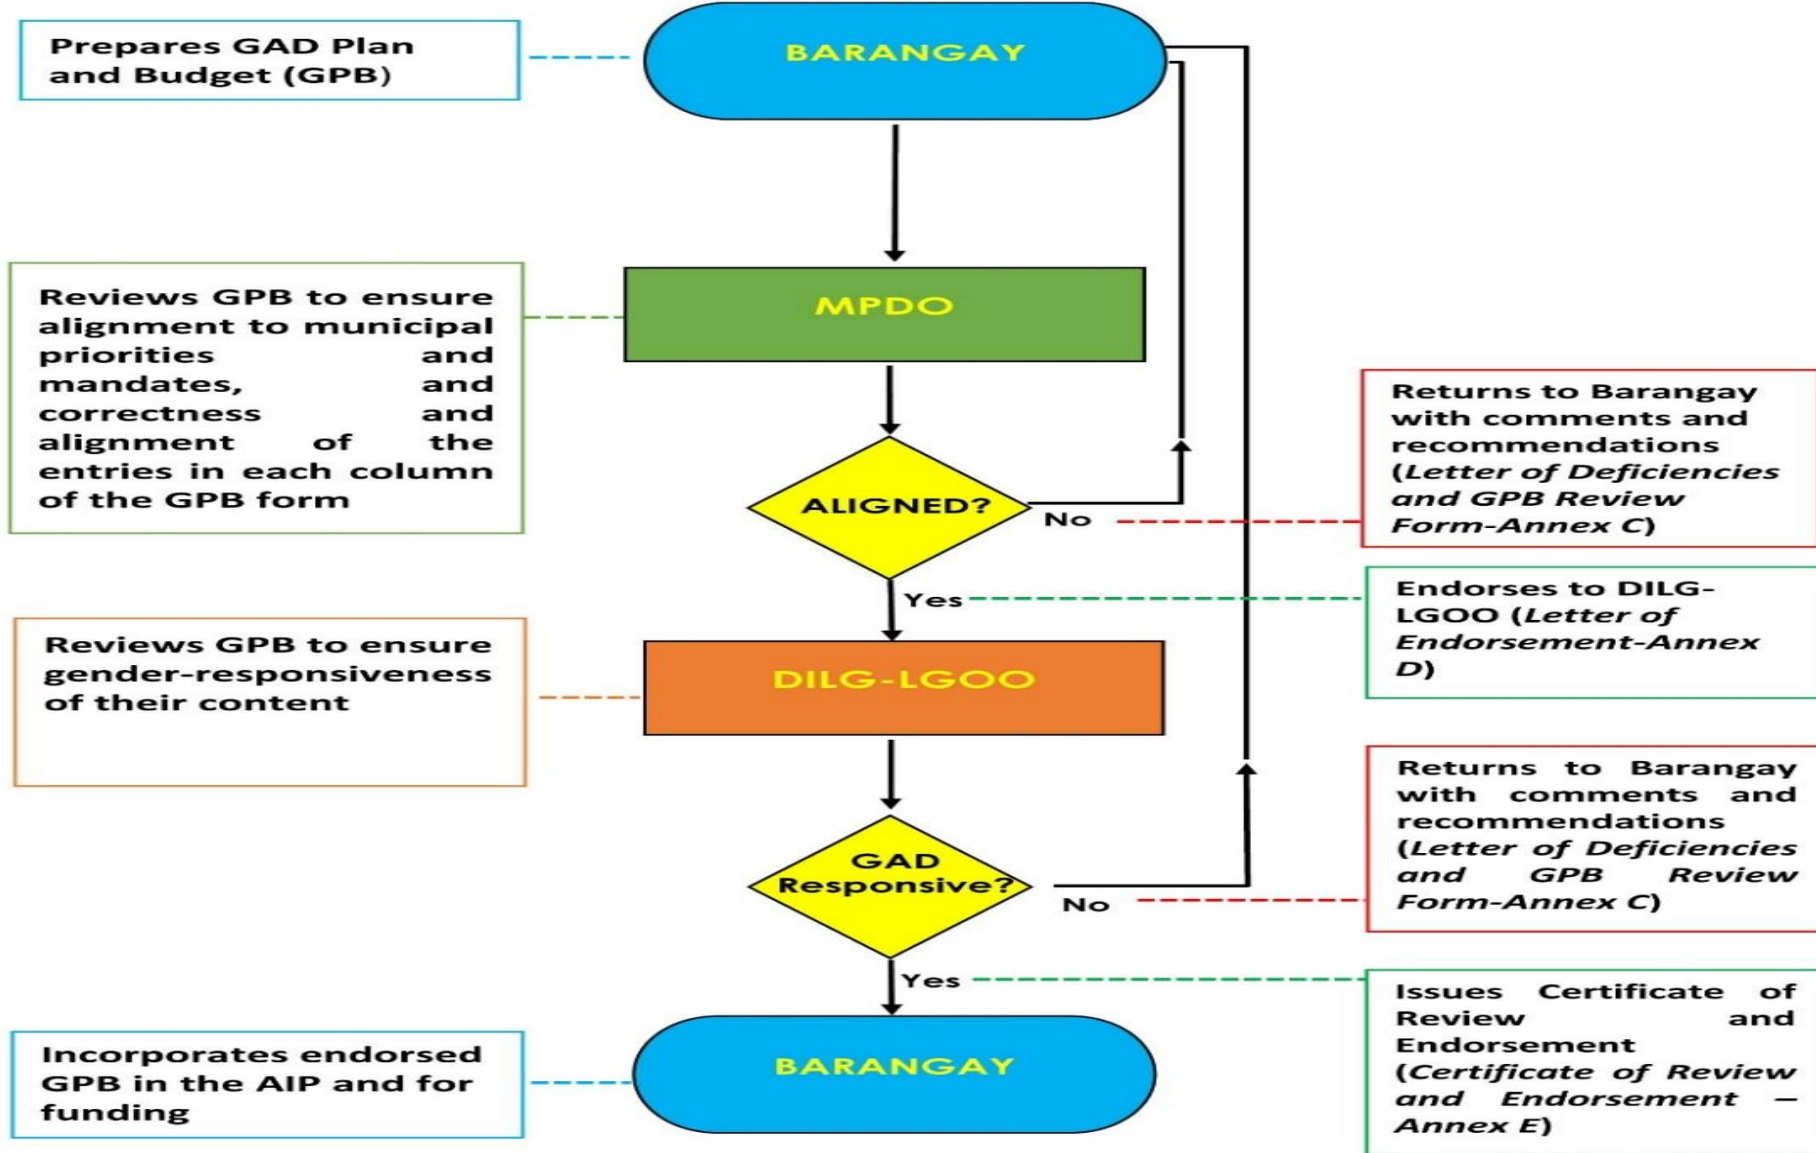 Prepares GAD Plan
and Budget (GPB)
BARANGAY
MPDO
Reviews GPB to ensure
alignment to municipal
priorities and
mandates, and
correctness and
alignment of the
entries in each column
of the GPB form
ALIGNED?
No
Returns to Barangay
with comments and
recommendations
(Letter of Deficiencies
and GPB Review
Form-Annex C)
Yes
Endorses to DILG-
LGOO (Letter of
Endorsement-Annex
D)
Reviews GPB to ensure
gender-responsiveness
of their content
DILG-LGOO
GAD
Responsive?
No
Returns to Barangay
with comments and
recommendations
(Letter of Deficiencies
and GPB Review
Form-Annex C)
Yes
Issues Certificate of
Review and
Endorsement
(Certificate of Review
and Endorsement –
Annex E)
Incorporates endorsed
GPB in the AIP and for
funding
BARANGAY